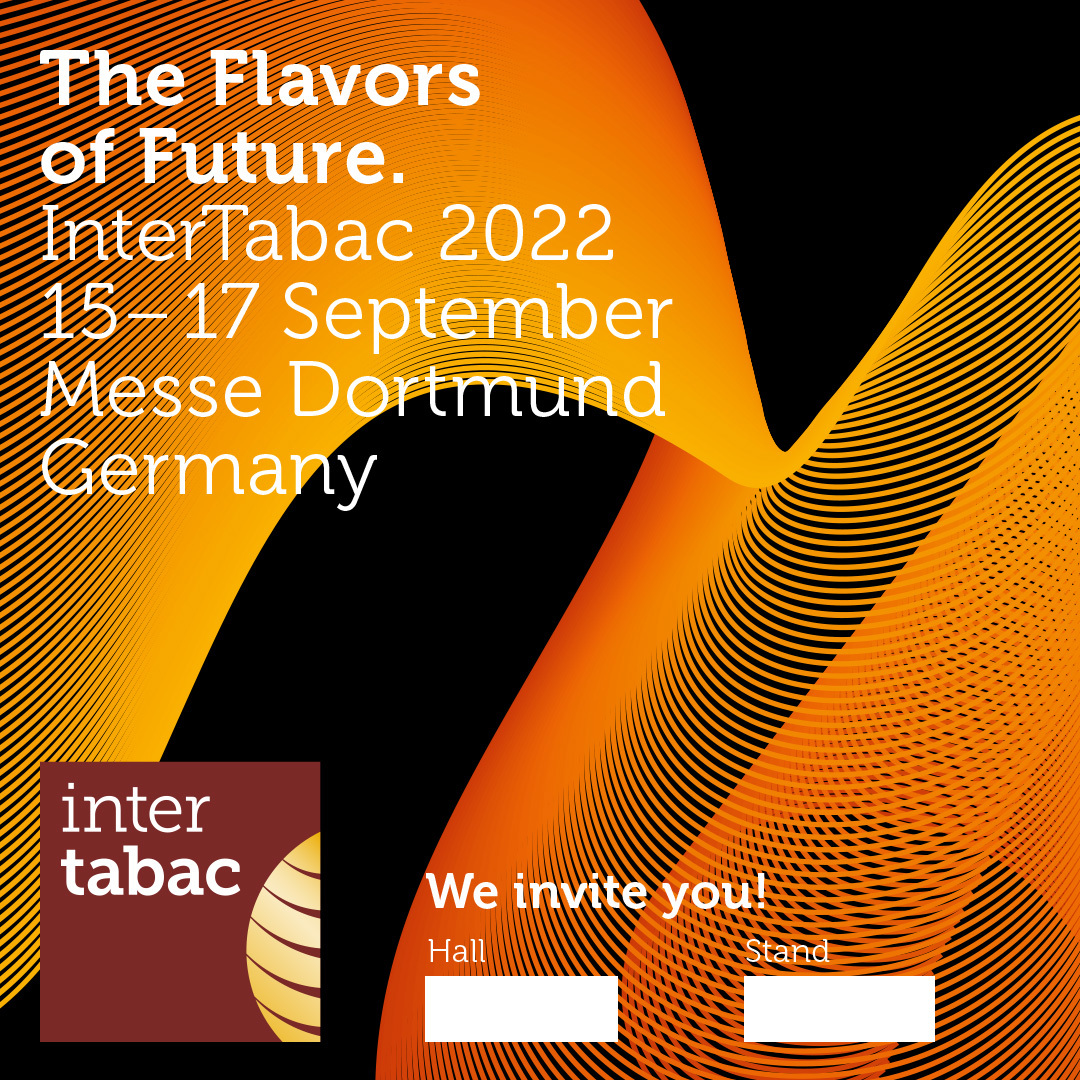 The Flavors
of Future.
InterTabac 2022
15– 17 September
Messe Dortmund
Germany
inter
tabac
We invite you!
Hall
Stand